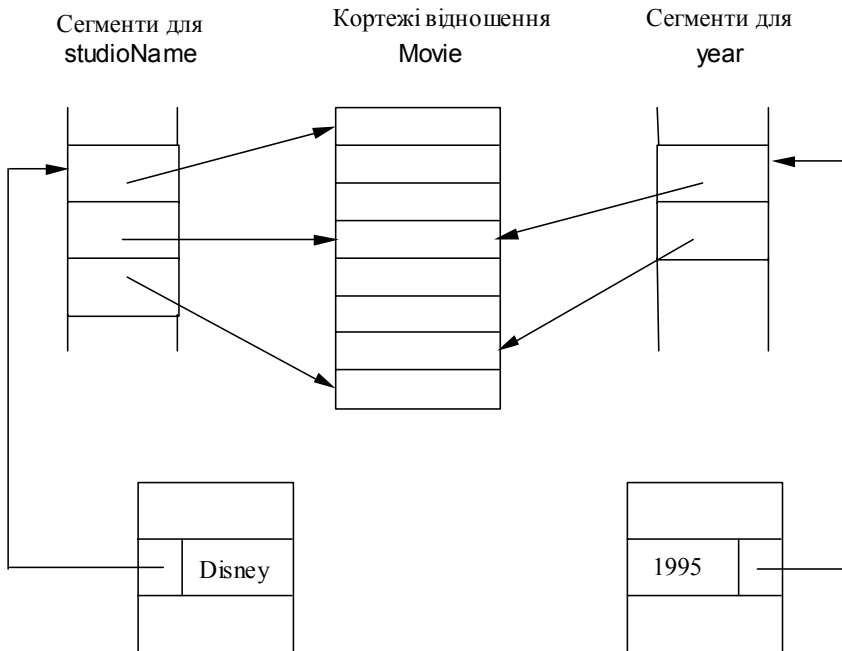 Сегменти для
studioName
Кортежі відношення
Movie
Сегменти для
year
Disney
1995